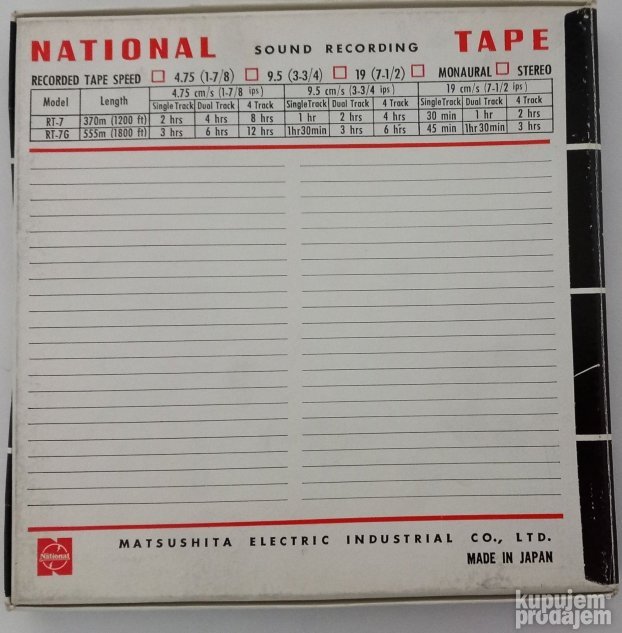 NATIONAL SOUND RECORDING TAPE
RECORDED TAPE SPEED □ 4.75 (1-7/8) □ 9.5 (3-3/4) □ 19 (7-1/2) □ MONAURAL □ STEREO
Model Length 4.75 cm/s (1-7/8 ips) 9.5 cm/s (3-3/4 ips) 19 cm/s (7-1/2 ips)
Single Track Dual Track 4 Track Single Track Dual Track 4 Track Single Track Dual Track 4 Track
RT-7 370m (1200 ft) 2 hrs 4 hrs 8 hrs 1 hr 2 hrs 4 hrs 30 min 1 hr 2 hrs
RT-7G 555m (1800 ft) 3 hrs 6 hrs 12 hrs 1hr30min 3 hrs 6 hrs 45 min 1hr30min 3 hrs
National
MATSUSHITA ELECTRIC INDUSTRIAL CO., LTD.
MADE IN JAPAN
kupujem
prodajem